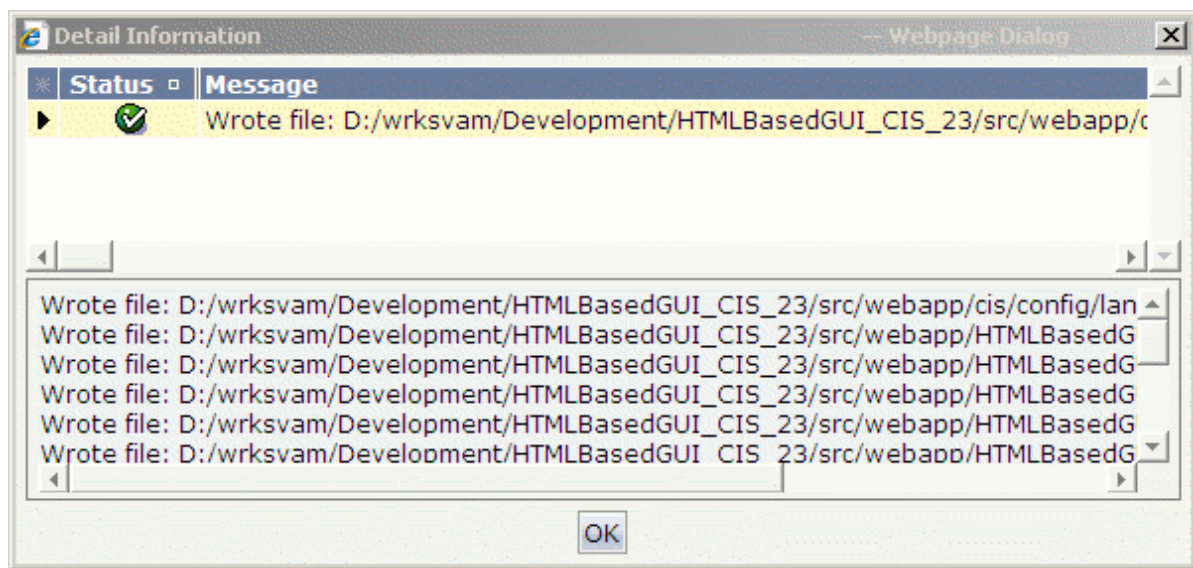 Detail Information -- Webpage Dialog
Status Message
Wrote file: D:/wrksvam/Development/HTMLBasedGUI_CIS_23/src/webapp/c
Wrote file: D:/wrksvam/Development/HTMLBasedGUI_CIS_23/src/webapp/cis/config/lan
Wrote file: D:/wrksvam/Development/HTMLBasedGUI_CIS_23/src/webapp/HTMLBasedG
Wrote file: D:/wrksvam/Development/HTMLBasedGUI_CIS_23/src/webapp/HTMLBasedG
Wrote file: D:/wrksvam/Development/HTMLBasedGUI_CIS_23/src/webapp/HTMLBasedG
Wrote file: D:/wrksvam/Development/HTMLBasedGUI_CIS_23/src/webapp/HTMLBasedG
Wrote file: D:/wrksvam/Development/HTMLBasedGUI_CIS_23/src/webapp/HTMLBasedG
OK